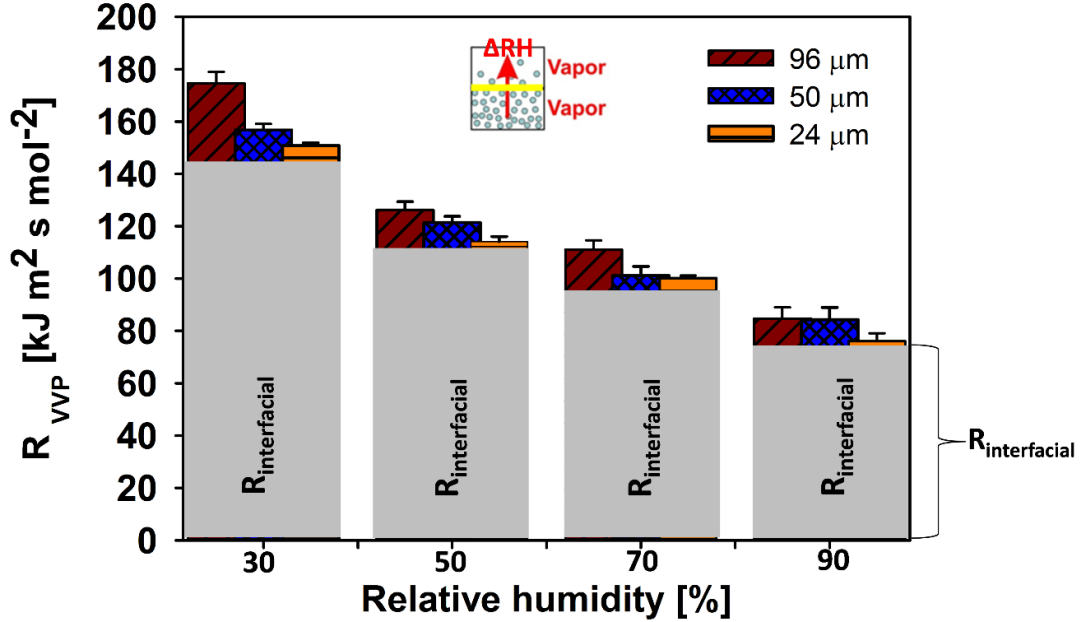 200
180
160
140
120
100
80
60
40
20
0
R VVP [kJ m2 s mol-2]
ΔRH
Vapor
Vapor
96 μm
50 μm
24 μm
Rinterfacial
Rinterfacial
Rinterfacial
Rinterfacial
Rinterfacial
30
50
70
90
Relative humidity [%]